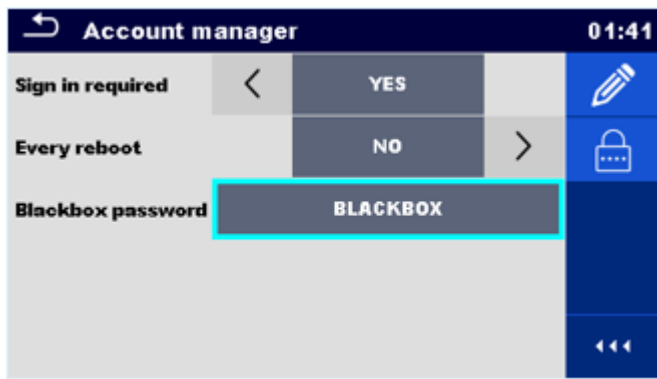 Account manager 01:41
Sign in required YES
Every reboot NO
Blackbox password BLACKBOX